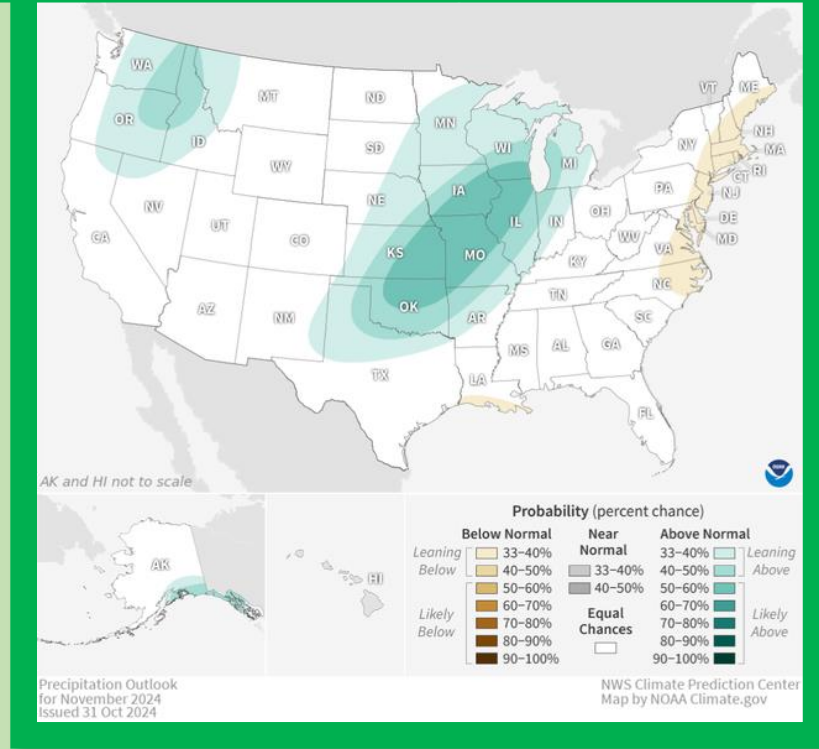 WA
MT
ND
MN
VT
ME
OR
ID
SD
WI
MI
NY
NH
MA
WY
CT
RI
NE
IA
PA
NJ
NV
UT
CO
IL
IN
OH
DE
CA
KS
MO
WV
VA
MD
KY
NC
AZ
NM
OK
AR
TN
SC
TX
MS
AL
GA
LA
FL
AK and HI not to scale
AK
HI
Probability (percent chance)
Below Normal
Near Normal
Above Normal
Leaning Below
33–40%
40–50%
Likely Below
50–60%
60–70%
70–80%
80–90%
90–100%
33–40%
40–50%
Equal Chances
33–40%
40–50%
Leaning Above
50–60%
60–70%
70–80%
80–90%
90–100%
Likely Above
Precipitation Outlook
for November 2024
Issued 31 Oct 2024
NWS Climate Prediction Center
Map by NOAA Climate.gov